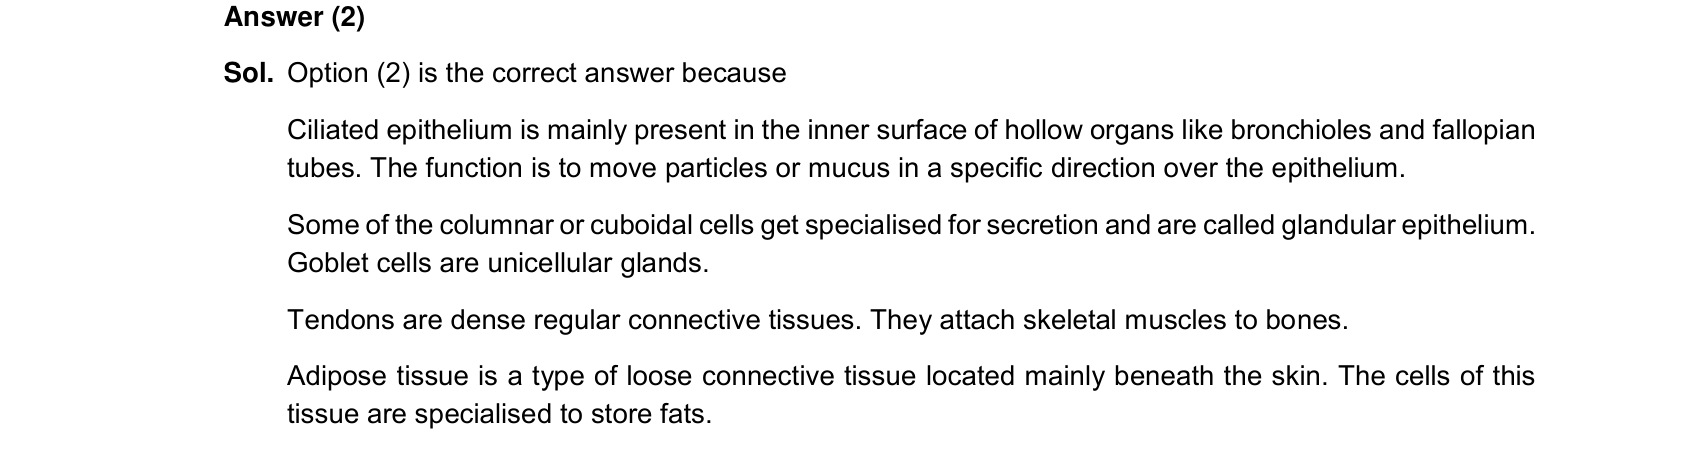 Answer (2)
Sol. Option (2) is the correct answer because
Ciliated epithelium is mainly present in the inner surface of hollow organs like bronchioles and fallopian
tubes. The function is to move particles or mucus in a specific direction over the epithelium.
Some of the columnar or cuboidal cells get specialised for secretion and are called glandular epithelium.
Goblet cells are unicellular glands.
Tendons are dense regular connective tissues. They attach skeletal muscles to bones.
Adipose tissue is a type of loose connective tissue located mainly beneath the skin. The cells of this
tissue are specialised to store fats.